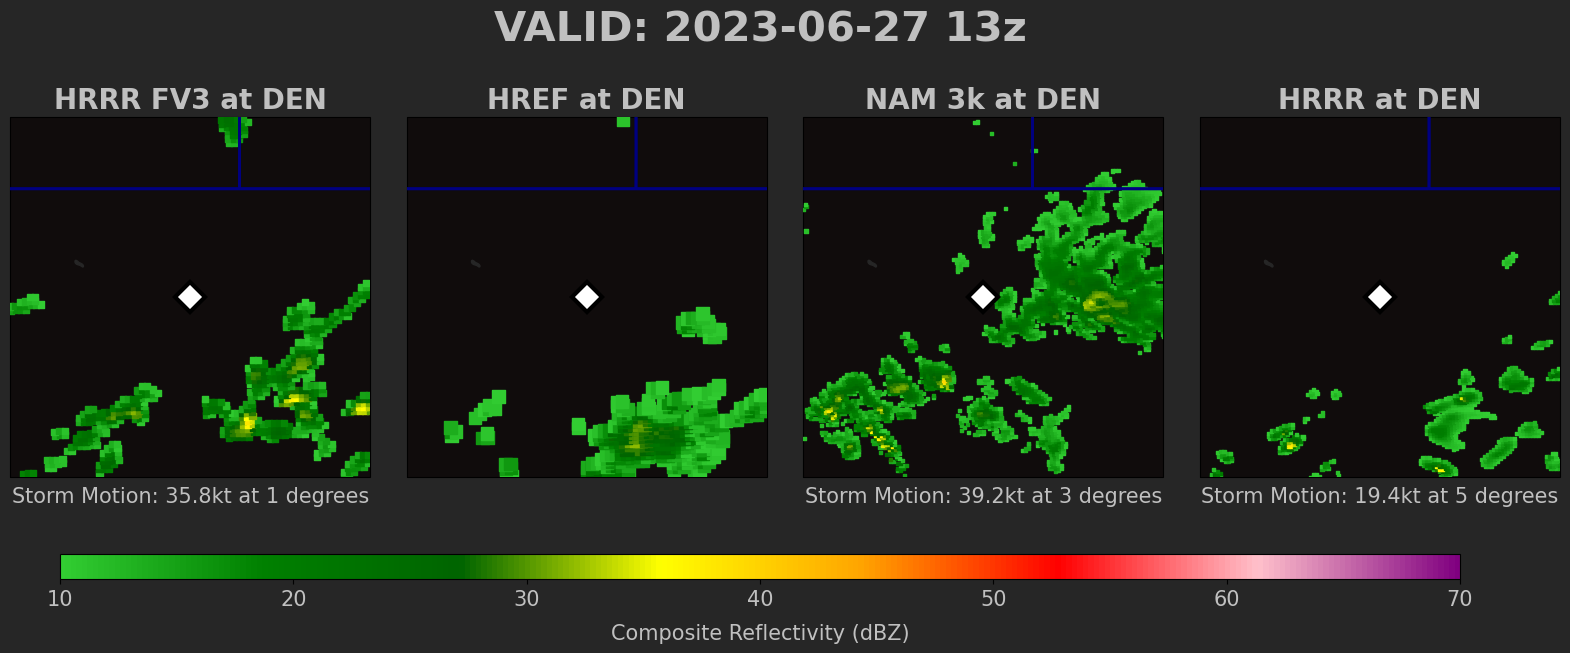 VALID: 2023-06-27 13z
HRRR FV3 at DEN
HREF at DEN
NAM 3k at DEN
HRRR at DEN
Storm Motion: 35.8kt at 1 degrees
Storm Motion: 39.2kt at 3 degrees
Storm Motion: 19.4kt at 5 degrees
10 20 30 40 50 60 70
Composite Reflectivity (dBZ)